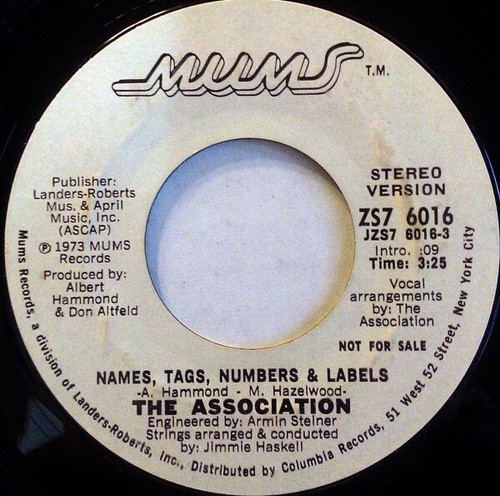 MUMS T.M.
Publisher:
Landers-Roberts
Mus. & April
Music, Inc.
(ASCAP)
℗ 1973 MUMS
Records
Produced by:
Albert
Hammond
& Don Altfeld
STEREO
VERSION
ZS7 6016
JZS7 6016-3
Intro. :09
Time: 3:25
Vocal
arrangements
by: The
Association
NOT FOR SALE
NAMES, TAGS, NUMBERS & LABELS
-A. Hammond - M. Hazelwood-
THE ASSOCIATION
Engineered by: Armin Steiner
Strings arranged & conducted
by: Jimmie Haskell
Mums Records, a division of Landers-Roberts, Inc., Distributed by Columbia Records, 51 West 52 Street, New York City